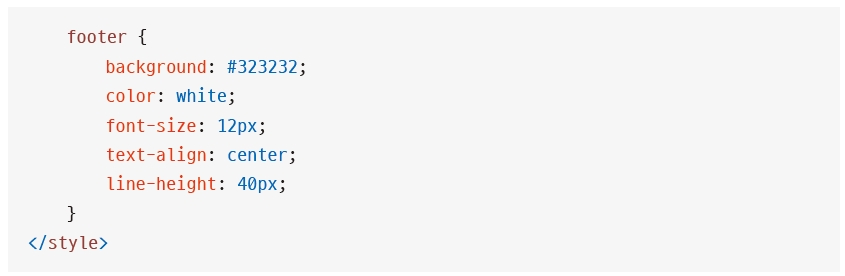 footer {
background: #323232;
color: white;
font-size: 12px;
text-align: center;
line-height: 40px;
}
</style>